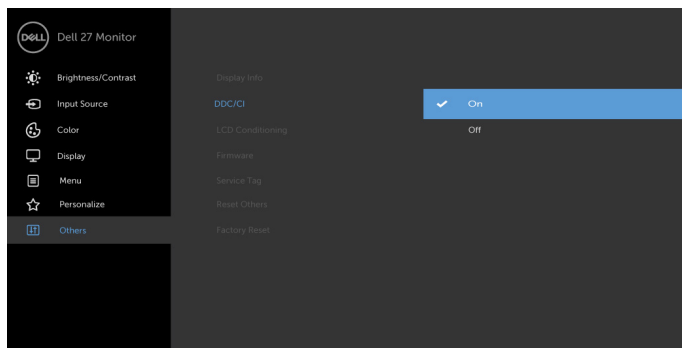 DELL Dell 27 Monitor
Brightness/Contrast
Input Source
Color
Display
Menu
Personalize
Others
Display Info
DDC/CI
LCD Conditioning
Firmware
Service Tag
Reset Others
Factory Reset
On
Off